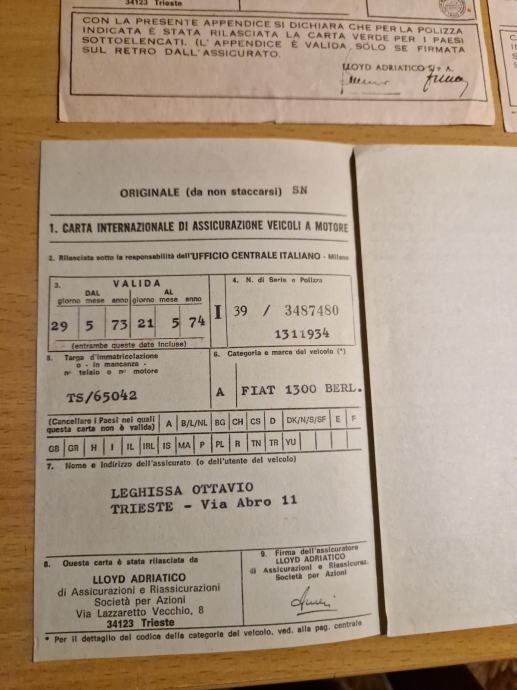 34123 Trieste
CON LA PRESENTE APPENDICE SI DICHIARA CHE PER LA POLIZZA
INDICATA È STATA RILASCIATA LA CARTA VERDE PER I PAESI
SOTTOELENCATI. (L' APPENDICE È VALIDA SOLO SE FIRMATA
SUL RETRO DALL'ASSICURATO.
LLOYD ADRIATICO S.p.A.
ORIGINALE (da non staccarsi) SN
1. CARTA INTERNAZIONALE DI ASSICURAZIONE VEICOLI A MOTORE
2. Rilasciata sotto la responsabilità dell'UFFICIO CENTRALE ITALIANO - Milano
3. VALIDA
DAL AL
giorno mese anno giorno mese anno
29 5 73 21 5 74
(entrambe queste date incluse)
4. N. di Serie e Polizza
I 39 / 3487480
1311934
5. Targa d'immatricolazione
o - in mancanza -
n° telaio o n° motore
TS/65042
6. Categoria e marca del veicolo (*)
A FIAT 1300 BERL.
(Cancellare i Paesi nei quali
questa carta non è valida)
A B/L/NL BG CH CS D DK/N/S/SF E F
GB GR H I IL IRL IS MA P PL R TN TR YU
7. Nome e Indirizzo dell'assicurato (o dell'utente del veicolo)
LEGHISSA OTTAVIO
TRIESTE - Via Abro 11
8. Questa carta è stata rilasciata da
LLOYD ADRIATICO
di Assicurazioni e Riassicurazioni
Società per Azioni
Via Lazzaretto Vecchio, 8
34123 Trieste
9. Firma dell'assicuratore
LLOYD ADRIATICO
di Assicurazioni e Riassicuraz.
Società per Azioni
* Per il dettaglio del codice della categoria del veicolo, ved. alla pag. centrale